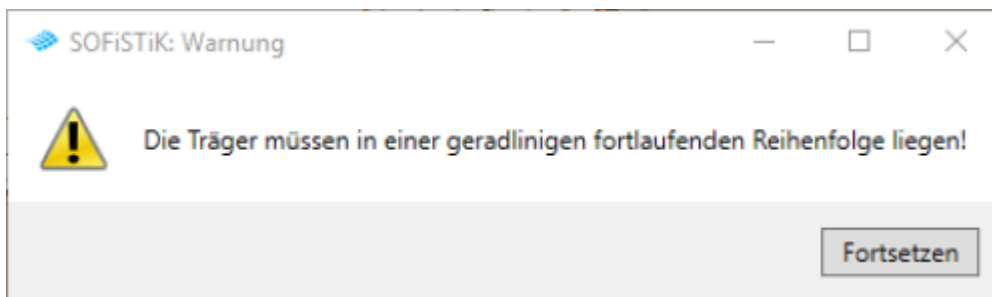 SOFiSTiK: Warnung
Die Träger müssen in einer geradlinigen fortlaufenden Reihenfolge liegen!
Fortsetzen